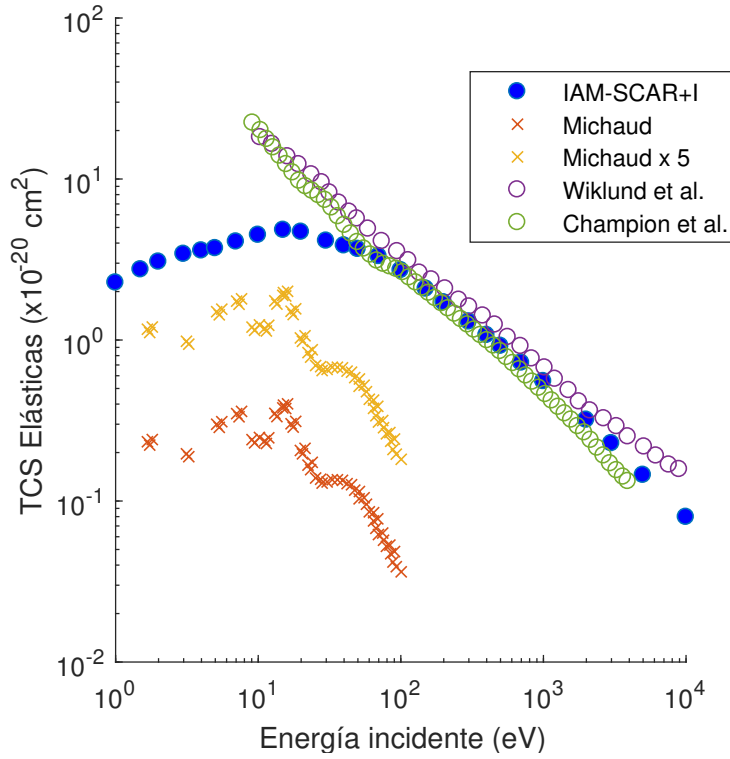 10^2
10^1
10^0
10^-1
10^-2
TCS Elásticas (x10^-20 cm^2)
IAM-SCAR+I
Michaud
Michaud x 5
Wiklund et al.
Champion et al.
10^0
10^1
10^2
10^3
10^4
Energía incidente (eV)